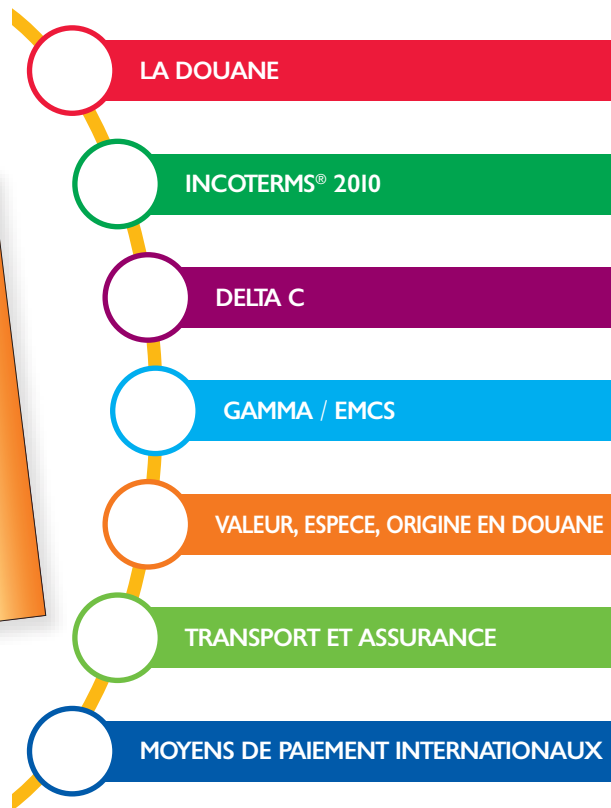 LA DOUANE
INCOTERMS® 2010
DELTA C
GAMMA / EMCS
VALEUR, ESPECE, ORIGINE EN DOUANE
TRANSPORT ET ASSURANCE
MOYENS DE PAIEMENT INTERNATIONAUX